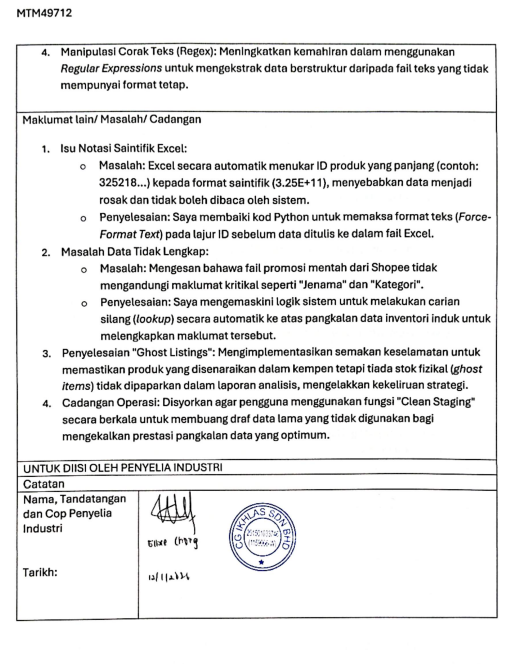 MTM49712
4. Manipulasi Corak Teks (Regex): Meningkatkan kemahiran dalam menggunakan
Regular Expressions untuk mengekstrak data berstruktur daripada fail teks yang tidak
mempunyai format tetap.
Maklumat lain/ Masalah/ Cadangan
1. Isu Notasi Saintifik Excel:
o Masalah: Excel secara automatik menukar ID produk yang panjang (contoh:
325218...) kepada format saintifik (3.25E+11), menyebabkan data menjadi
rosak dan tidak boleh dibaca oleh sistem.
o Penyelesaian: Saya membaiki kod Python untuk memaksa format teks (Force-
Format Text) pada lajur ID sebelum data ditulis ke dalam fail Excel.
2. Masalah Data Tidak Lengkap:
o Masalah: Mengesan bahawa fail promosi mentah dari Shopee tidak
mengandungi maklumat kritikal seperti "Jenama" dan "Kategori".
o Penyelesaian: Saya mengemaskini logik sistem untuk melakukan carian
silang (lookup) secara automatik ke atas pangkalan data inventori induk untuk
melengkapkan maklumat tersebut.
3. Penyelesaian "Ghost Listings": Mengimplementasikan semakan keselamatan untuk
memastikan produk yang disenaraikan dalam kempen tetapi tiada stok fizikal (ghost
items) tidak dipaparkan dalam laporan analisis, mengelakkan kekeliruan strategi.
4. Cadangan Operasi: Disyorkan agar pengguna menggunakan fungsi "Clean Staging"
secara berkala untuk membuang draf data lama yang tidak digunakan bagi
mengekalkan prestasi pangkalan data yang optimum.
UNTUK DIISI OLEH PENYELIA INDUSTRI
Catatan
Nama, Tandatangan
dan Cop Penyelia
Industri
CG IKHLAS SDN BHD
Tarikh:
12/1/2026